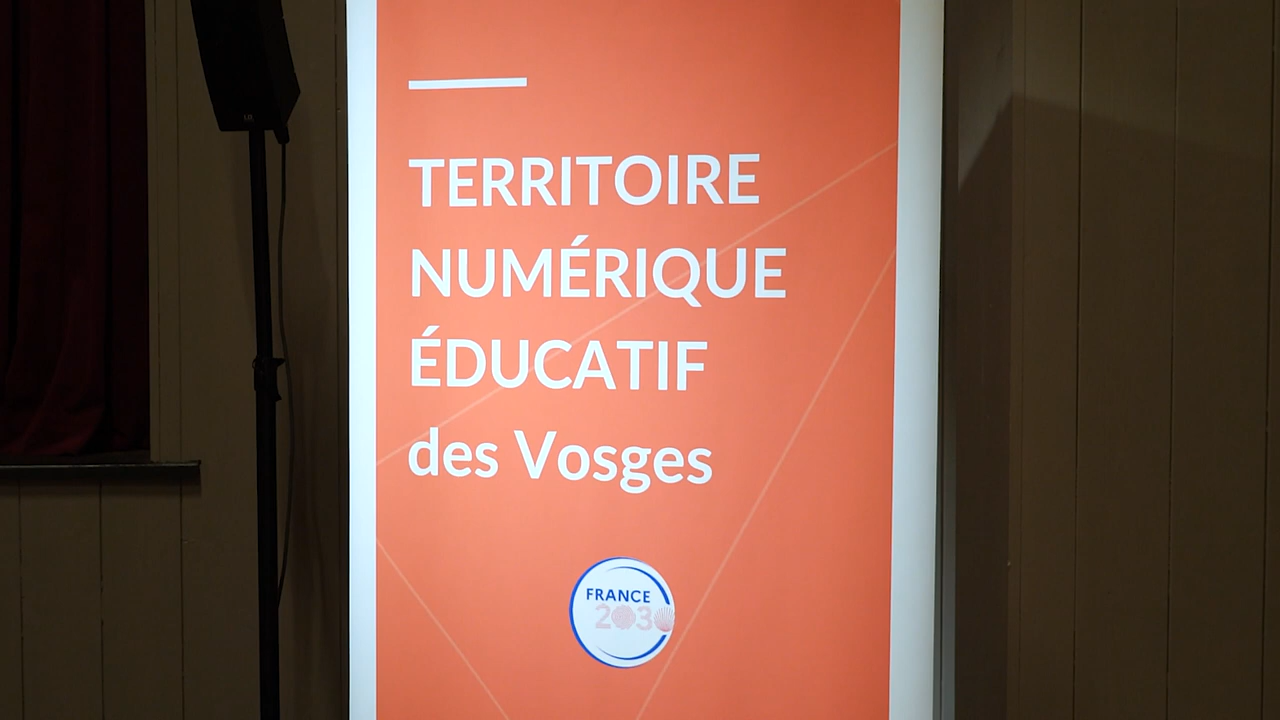 TERRITOIRE
NUMÉRIQUE
ÉDUCATIF
des Vosges
FRANCE
2030